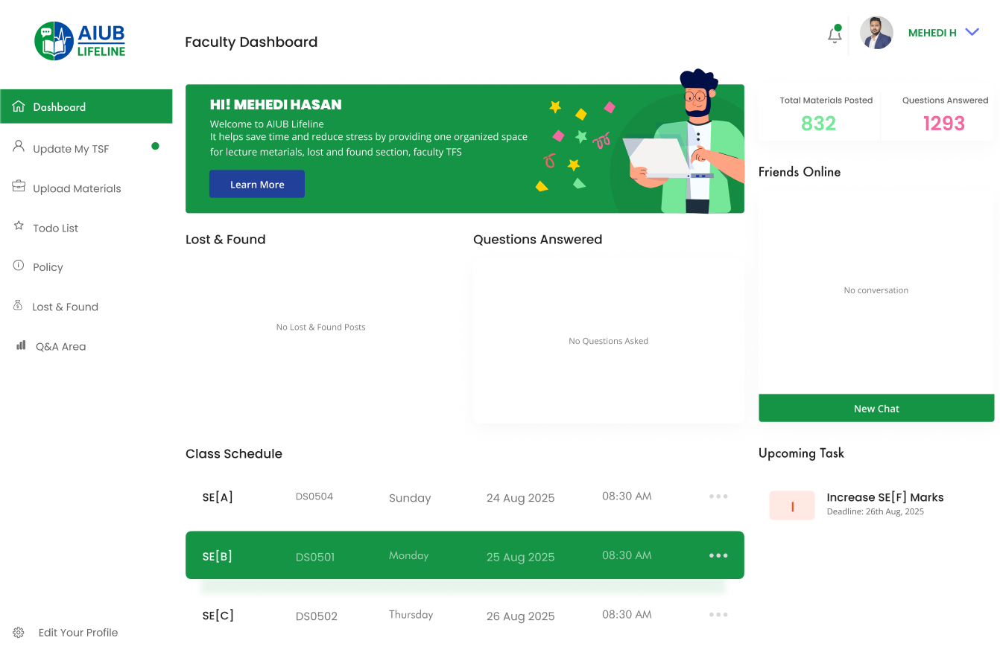 AIUB
LIFELINE
Faculty Dashboard
MEHEDI H
Dashboard
Update My TSF
Upload Materials
Todo List
Policy
Lost & Found
Q&A Area
Edit Your Profile
HI! MEHEDI HASAN
Welcome to AIUB Lifeline
It helps save time and reduce stress by providing one organized space
for lecture metarials, lost and found section, faculty TFS
Learn More
Total Materials Posted
832
Questions Answered
1293
Lost & Found
No Lost & Found Posts
Questions Answered
No Questions Asked
Friends Online
No conversation
New Chat
Class Schedule
SE[A] DS0504 Sunday 24 Aug 2025 08:30 AM
SE[B] DS0501 Monday 25 Aug 2025 08:30 AM
SE[C] DS0502 Thursday 26 Aug 2025 08:30 AM
Upcoming Task
I
Increase SE[F] Marks
Deadline: 26th Aug, 2025